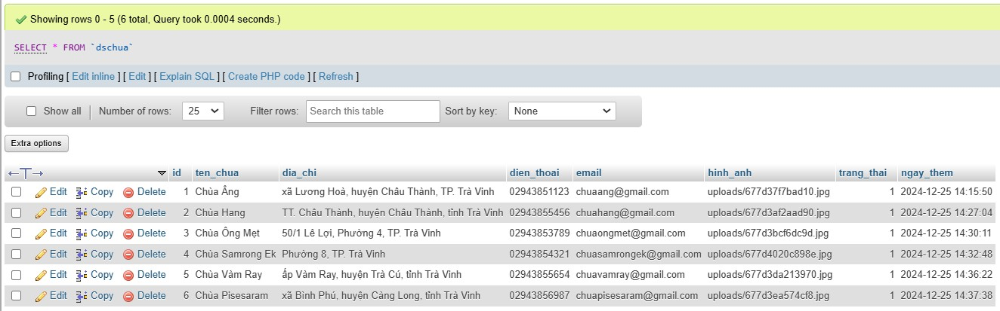 Showing rows 0 - 5 (6 total, Query took 0.0004 seconds.)
SELECT * FROM `dschua`
Profiling [ Edit inline ] [ Edit ] [ Explain SQL ] [ Create PHP code ] [ Refresh ]
Show all Number of rows: 25 Filter rows: Search this table Sort by key: None
Extra options
←T→ id ten_chua dia_chi dien_thoai email hinh_anh trang_thai ngay_them
Edit Copy Delete 1 Chùa Âng xã Lương Hoà, huyện Châu Thành, TP. Trà Vinh 02943851123 chuaang@gmail.com uploads/677d37f7bad10.jpg 1 2024-12-25 14:15:50
Edit Copy Delete 2 Chùa Hang TT. Châu Thành, huyện Châu Thành, tỉnh Trà Vinh 02943855456 chuahang@gmail.com uploads/677d3af2aad90.jpg 1 2024-12-25 14:27:04
Edit Copy Delete 3 Chùa Ông Mẹt 50/1 Lê Lợi, Phường 4, TP. Trà Vinh 02943853789 chuaongmet@gmail.com uploads/677d3bcf6dc9d.jpg 1 2024-12-25 14:30:11
Edit Copy Delete 4 Chùa Samrong Ek Phường 8, TP. Trà Vinh 02943854321 chuasamrongek@gmail.com uploads/677d4020c898e.jpg 1 2024-12-25 14:32:48
Edit Copy Delete 5 Chùa Vàm Ray ấp Vàm Ray, huyện Trà Cú, tỉnh Trà Vinh 02943855654 chuavamray@gmail.com uploads/677d3da213970.jpg 1 2024-12-25 14:36:22
Edit Copy Delete 6 Chùa Pisesaram xã Bình Phú, huyện Càng Long, tỉnh Trà Vinh 02943856987 chuapisesaram@gmail.com uploads/677d3ea574cf8.jpg 1 2024-12-25 14:37:38